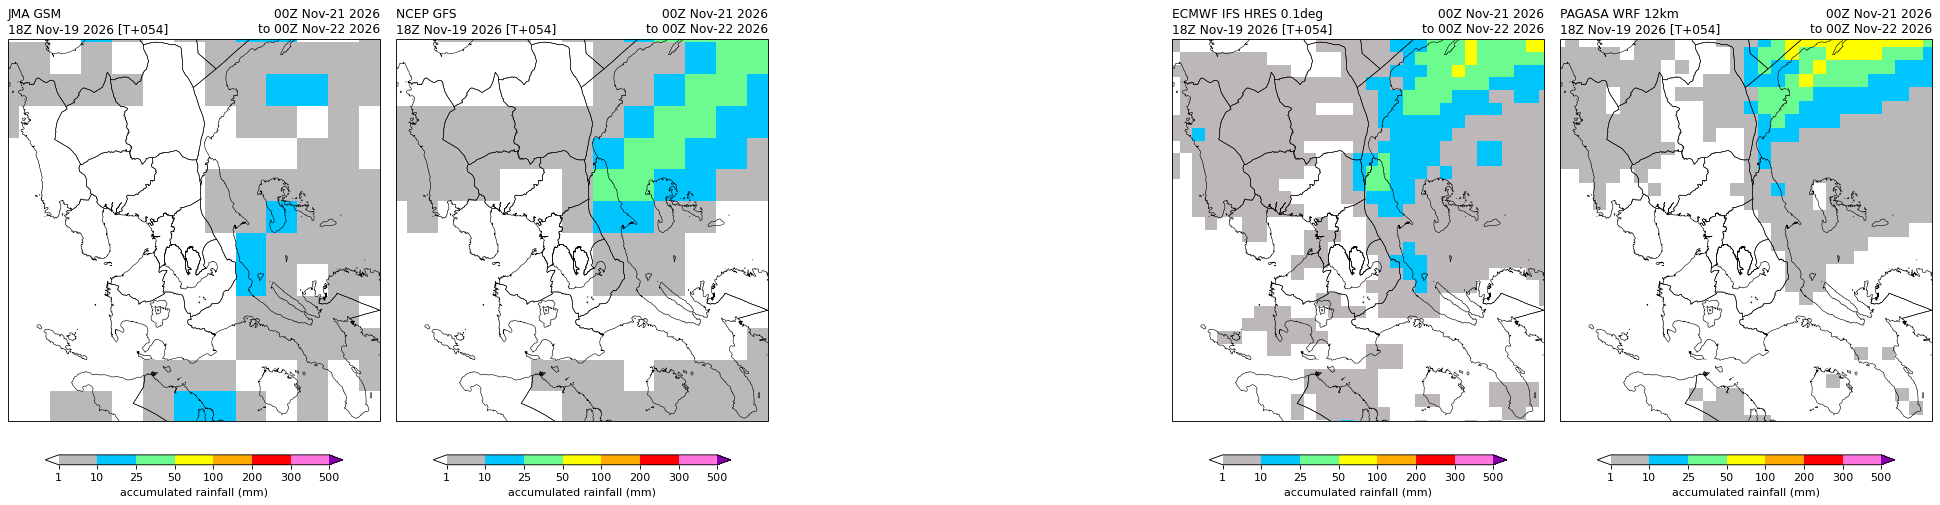 JMA GSM 00Z Nov-21 2026
18Z Nov-19 2026 [T+054] to 00Z Nov-22 2026
1 10 25 50 100 200 300 500
accumulated rainfall (mm)
NCEP GFS 00Z Nov-21 2026
18Z Nov-19 2026 [T+054] to 00Z Nov-22 2026
1 10 25 50 100 200 300 500
accumulated rainfall (mm)
ECMWF IFS HRES 0.1deg 00Z Nov-21 2026
18Z Nov-19 2026 [T+054] to 00Z Nov-22 2026
1 10 25 50 100 200 300 500
accumulated rainfall (mm)
PAGASA WRF 12km 00Z Nov-21 2026
18Z Nov-19 2026 [T+054] to 00Z Nov-22 2026
1 10 25 50 100 200 300 500
accumulated rainfall (mm)